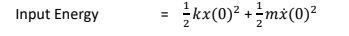 Input Energy = ½kx(0)² + ½mẋ(0)²